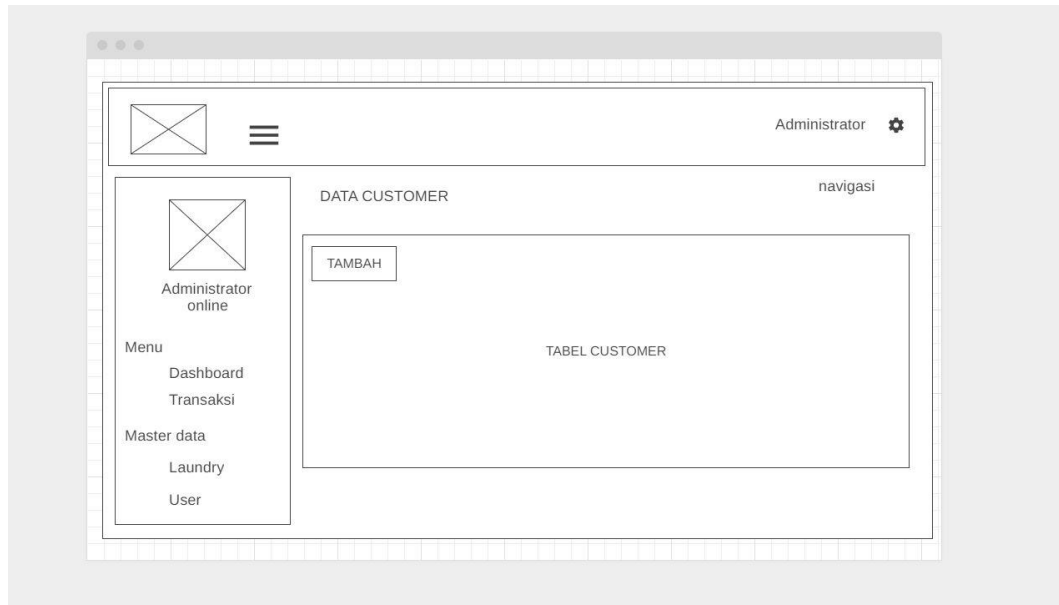 Administrator
DATA CUSTOMER
navigasi
Administrator
online
Menu
Dashboard
Transaksi
Master data
Laundry
User
TAMBAH
TABEL CUSTOMER